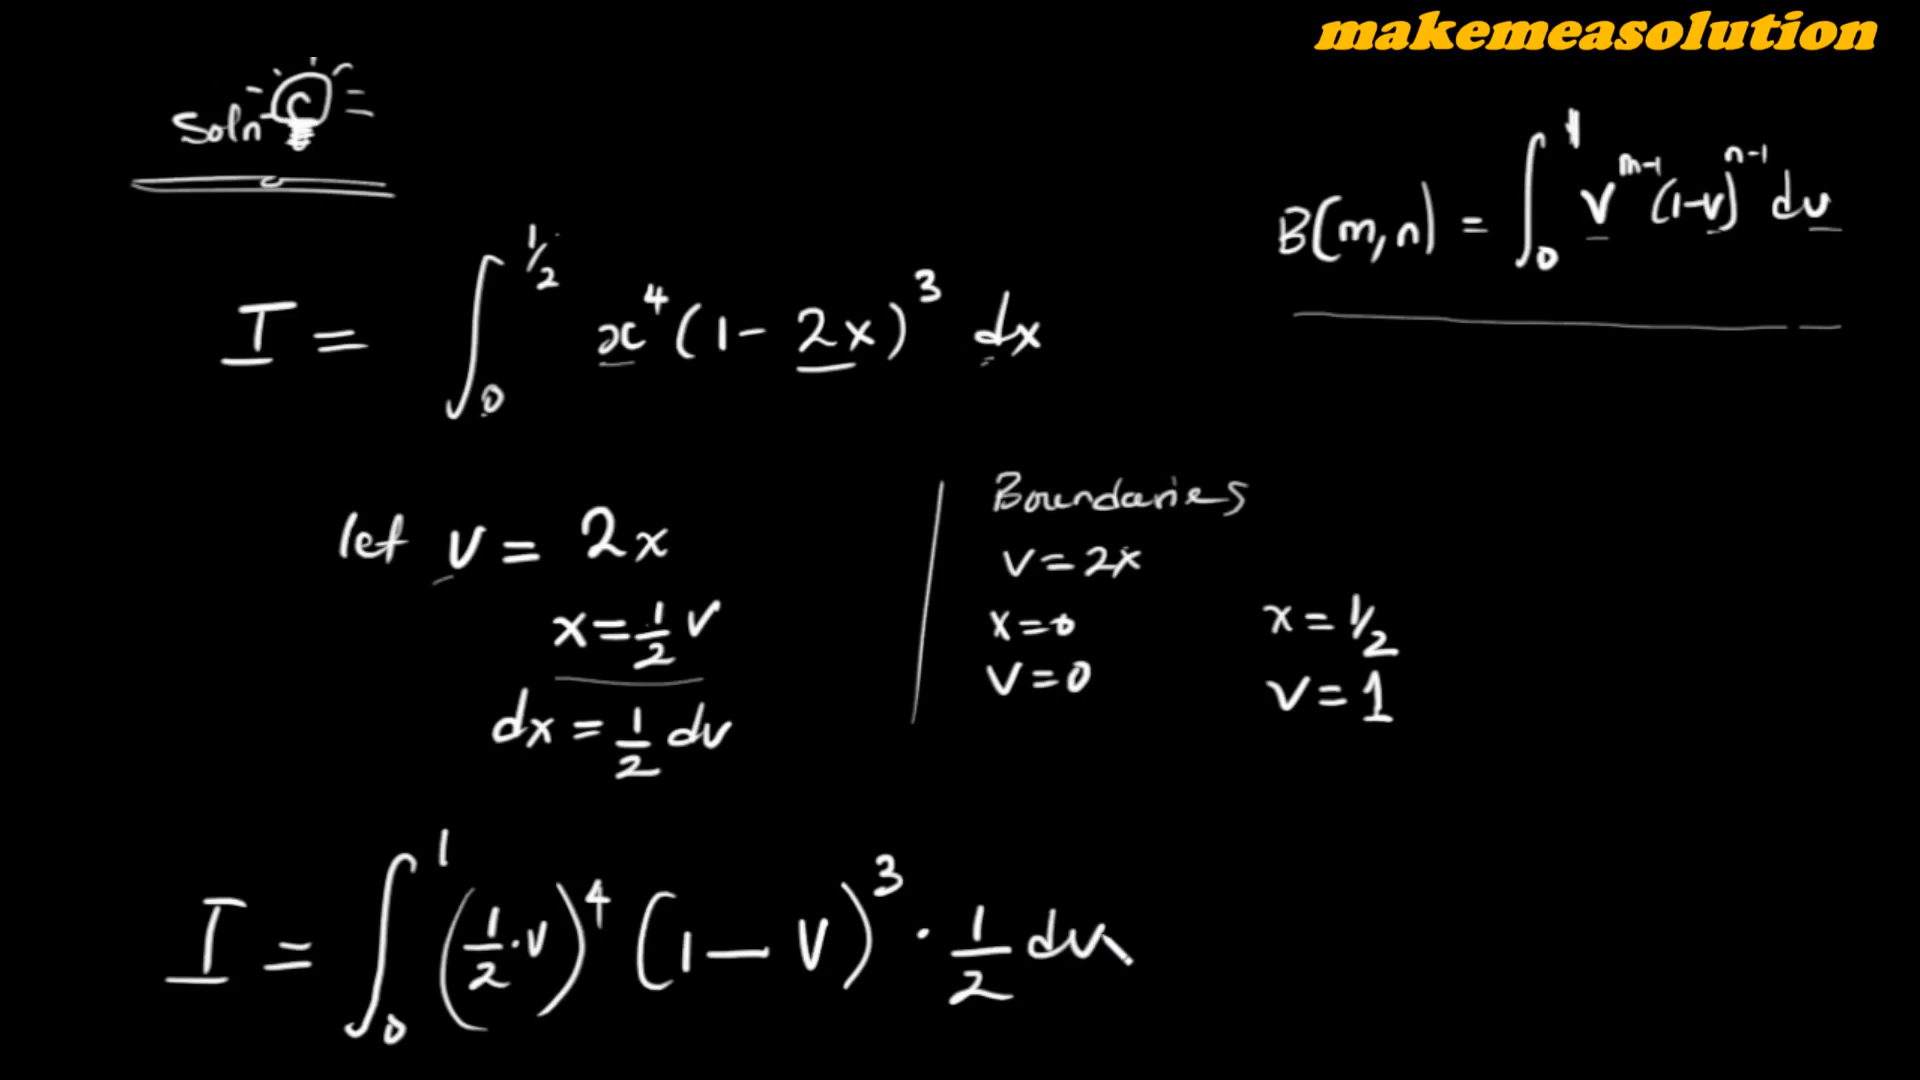 makemeasolution
Soln
B(m,n) = ∫₀¹ v^(m-1) (1-v)^(n-1) dv
I = ∫₀^(1/2) x⁴ (1 - 2x)³ dx
let v = 2x
x = 1/2 v
dx = 1/2 dv
Boundaries
v = 2x
x = 0
v = 0
x = 1/2
v = 1
I = ∫₀¹ (1/2 · v)⁴ (1 - v)³ · 1/2 dv